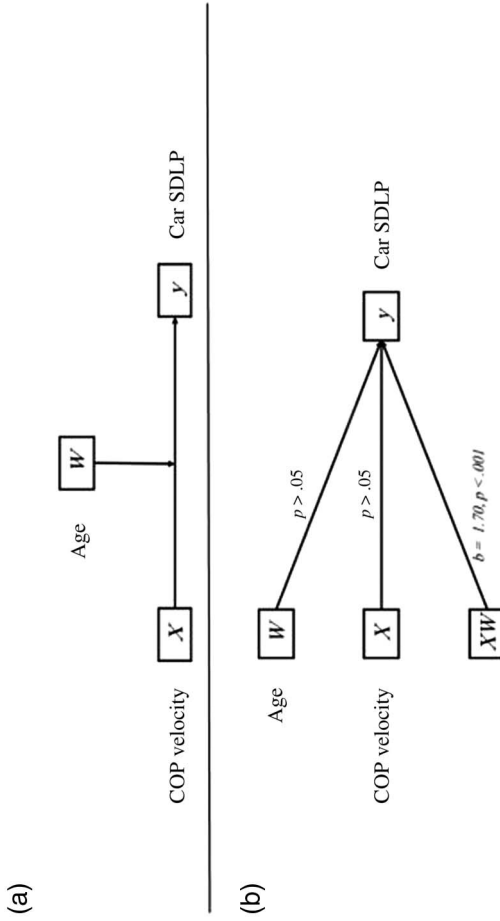 (a)
Age
W
COP velocity
X
y
Car SDLP
(b)
Age
W
p > .05
COP velocity
X
p > .05
y
Car SDLP
XW
b = 1.70, p < .001